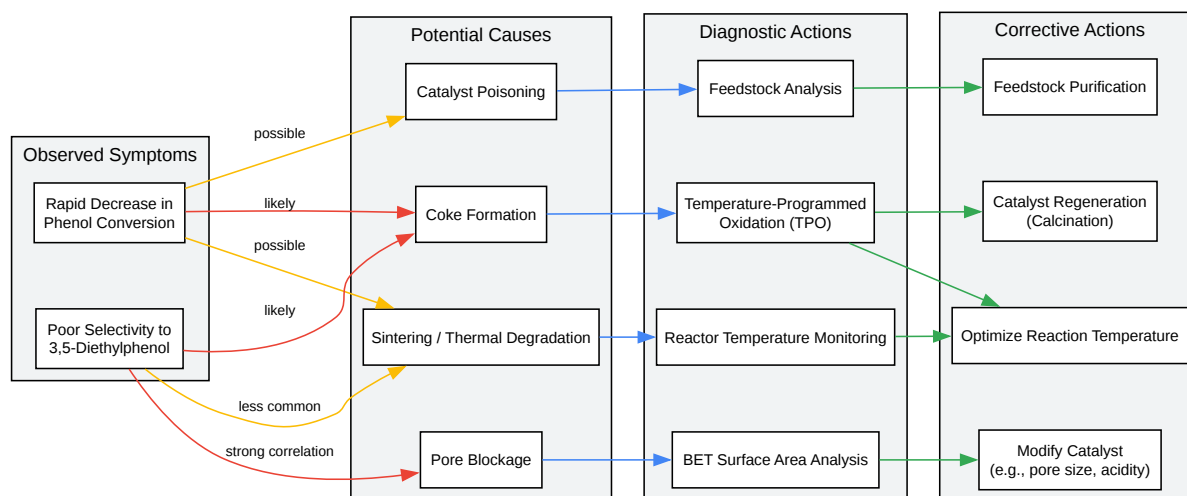 Observed Symptoms
Rapid Decrease in
Phenol Conversion
Poor Selectivity to
3,5-Diethylphenol
possible
likely
possible
likely
less common
strong correlation
Potential Causes
Catalyst Poisoning
Coke Formation
Sintering / Thermal Degradation
Pore Blockage
Diagnostic Actions
Feedstock Analysis
Temperature-Programmed
Oxidation (TPO)
Reactor Temperature Monitoring
BET Surface Area Analysis
Corrective Actions
Feedstock Purification
Catalyst Regeneration
(Calcination)
Optimize Reaction Temperature
Modify Catalyst
(e.g., pore size, acidity)